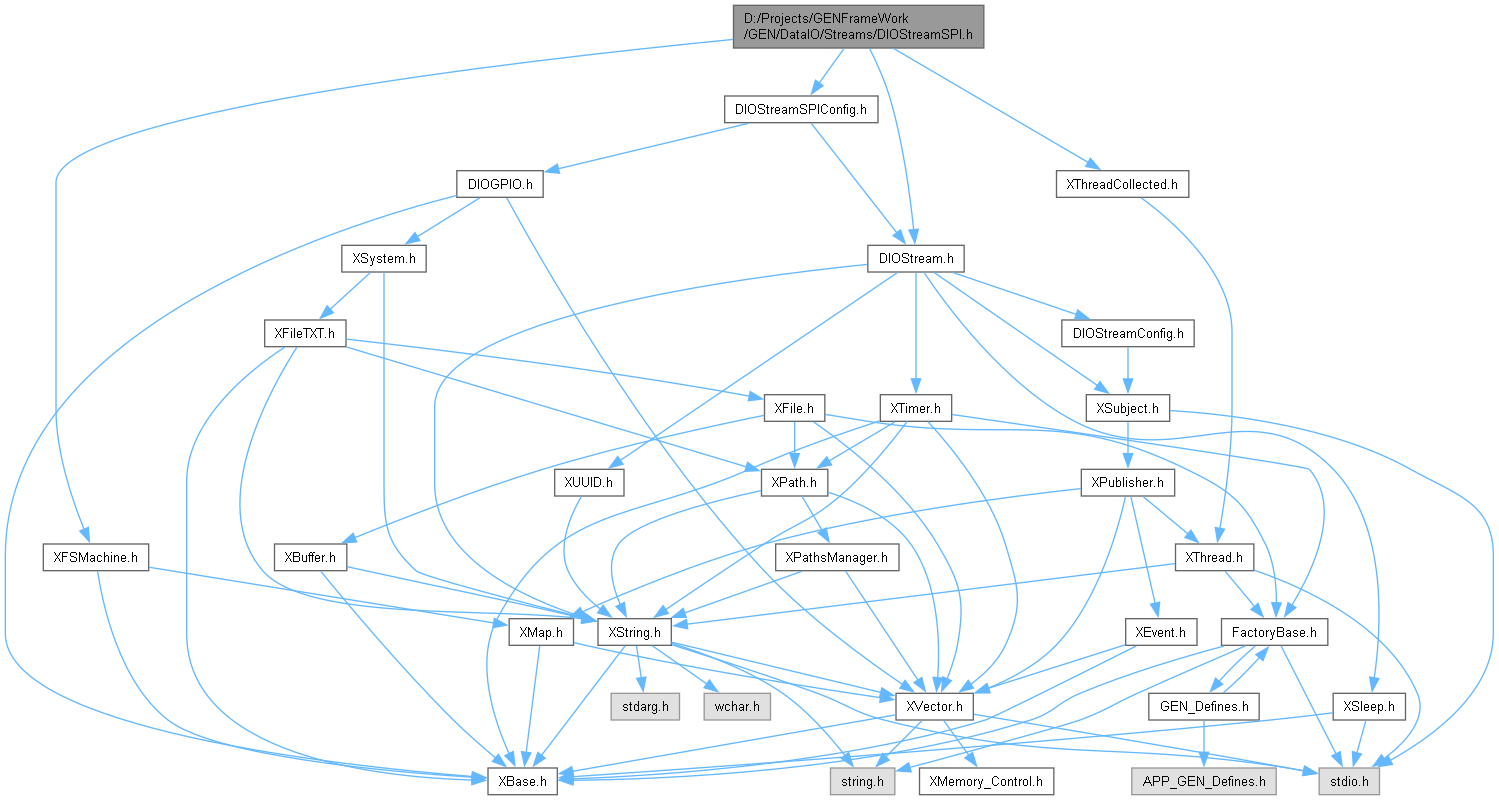 D:/Projects/GENFrameWork
/GEN/DataIO/Streams/DIOStreamSPI.h
DIOStreamSPIConfig.h
DIOGPIO.h
XThreadCollected.h
XSystem.h
DIOStream.h
XFileTXT.h
DIOStreamConfig.h
XFile.h
XTimer.h
XSubject.h
XUUID.h
XPath.h
XPublisher.h
XFSMachine.h
XBuffer.h
XPathsManager.h
XThread.h
XMap.h
XString.h
XEvent.h
FactoryBase.h
stdarg.h
wchar.h
XVector.h
GEN_Defines.h
XSleep.h
XBase.h
string.h
XMemory_Control.h
APP_GEN_Defines.h
stdio.h